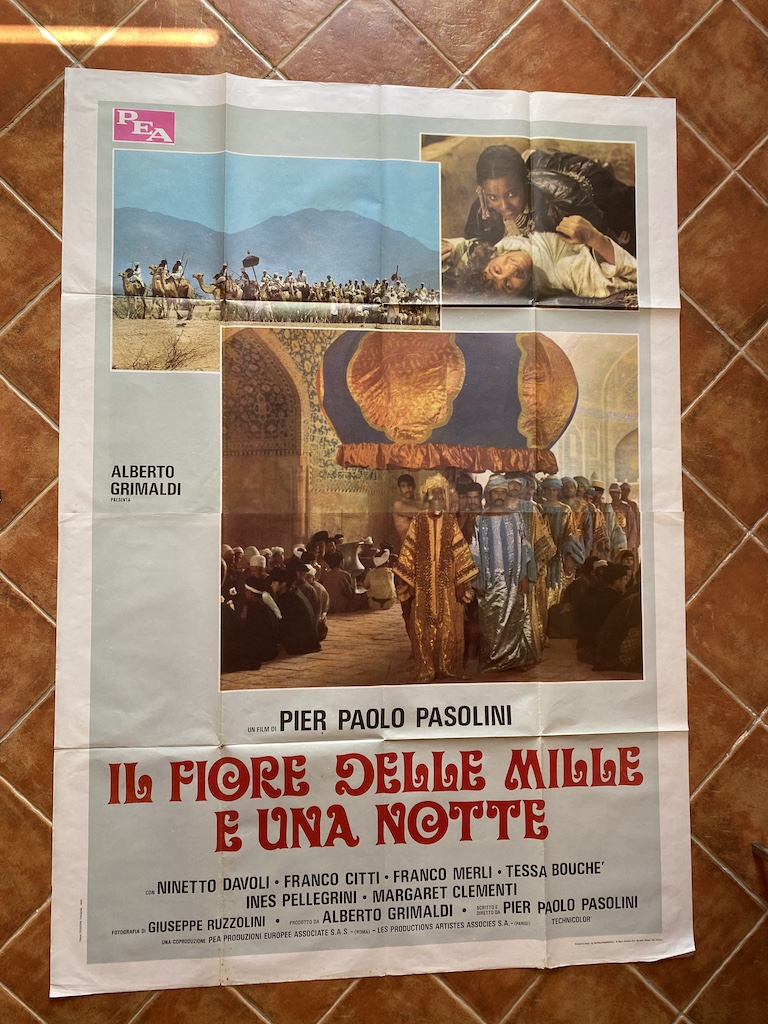 PEA
ALBERTO
GRIMALDI
PRESENTA
UN FILM DI PIER PAOLO PASOLINI
IL FIORE DELLE MILLE
E UNA NOTTE
CON NINETTO DAVOLI • FRANCO CITTI • FRANCO MERLI • TESSA BOUCHE'
INES PELLEGRINI • MARGARET CLEMENTI
FOTOGRAFIA DI GIUSEPPE RUZZOLINI • PRODOTTO DA ALBERTO GRIMALDI • SCRITTO E DIRETTO DA PIER PAOLO PASOLINI
UNA COPRODUZIONE PEA PRODUZIONI EUROPEE ASSOCIATE S.A.S. - (ROMA) - LES PRODUCTIONS ARTISTES ASSOCIES S.A. - (PARIGI) TECHNICOLOR